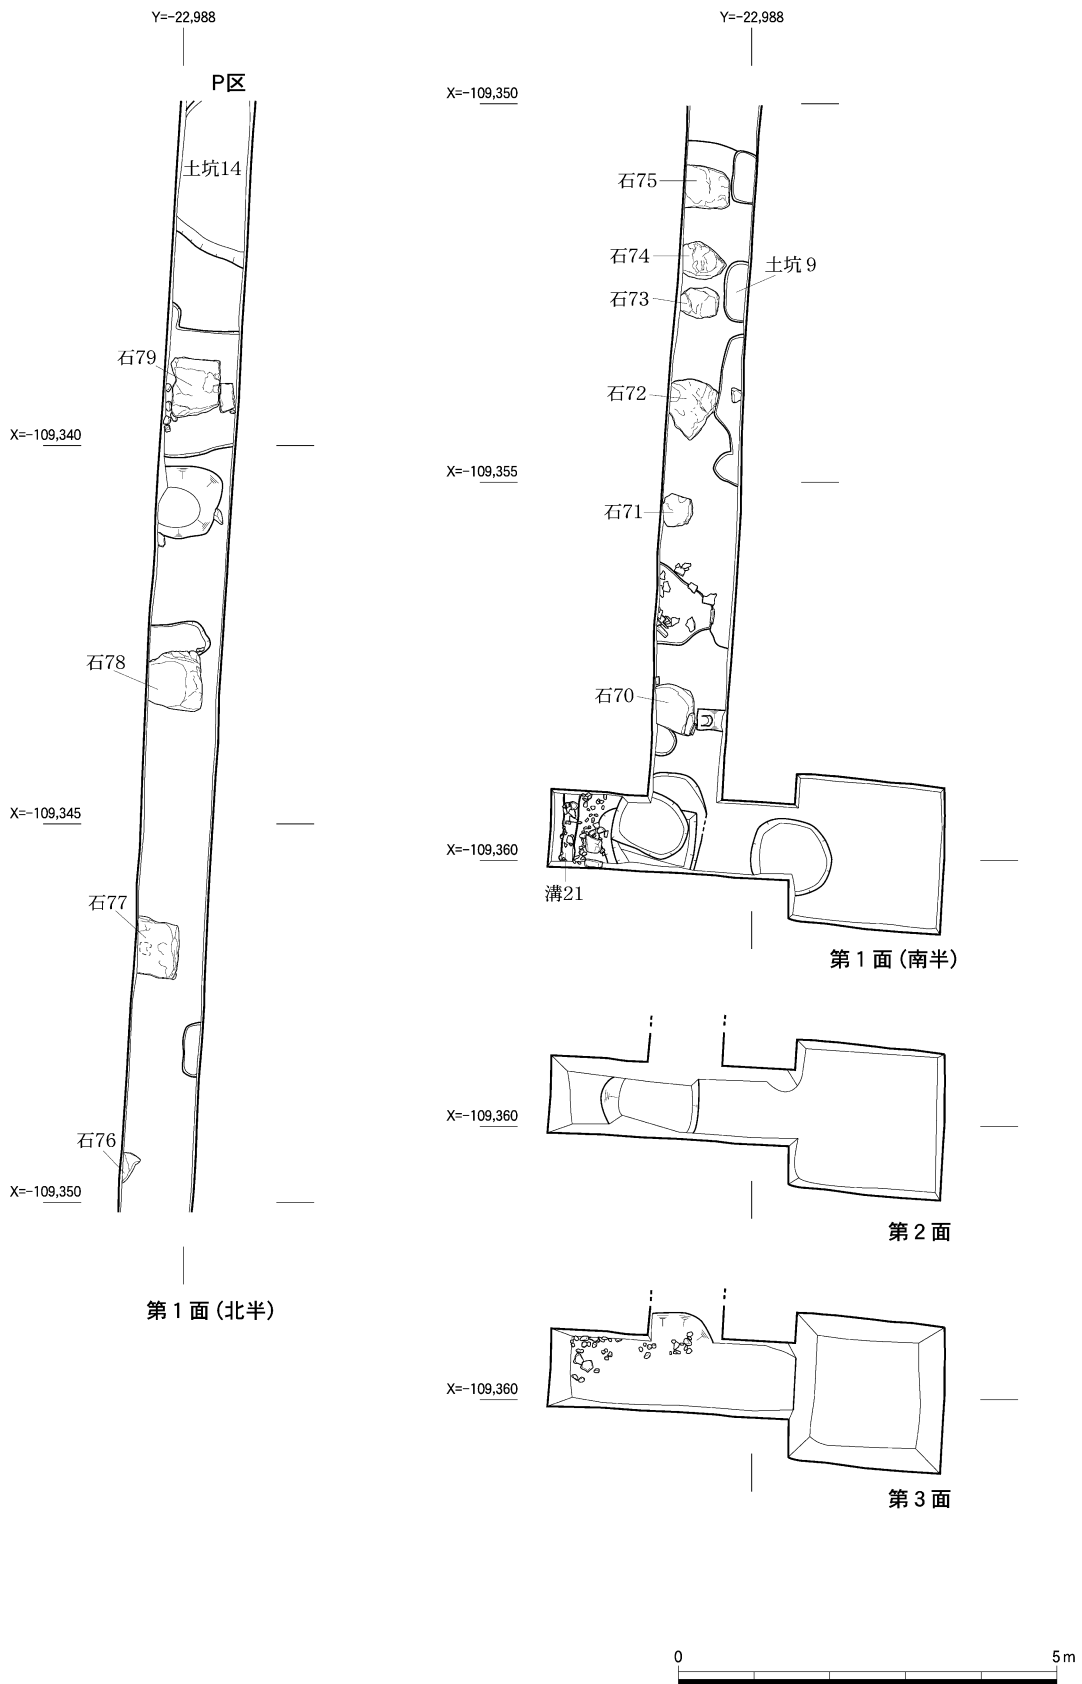 Y=-22,988
P区
土坑14
石79
X=-109,340
石78
X=-109,345
石77
石76
X=-109,350
第1面(北半)
Y=-22,988
X=-109,350
石75
石74
土坑9
石73
石72
X=-109,355
石71
石70
X=-109,360
溝21
第1面(南半)
X=-109,360
第2面
X=-109,360
第3面
0 5m